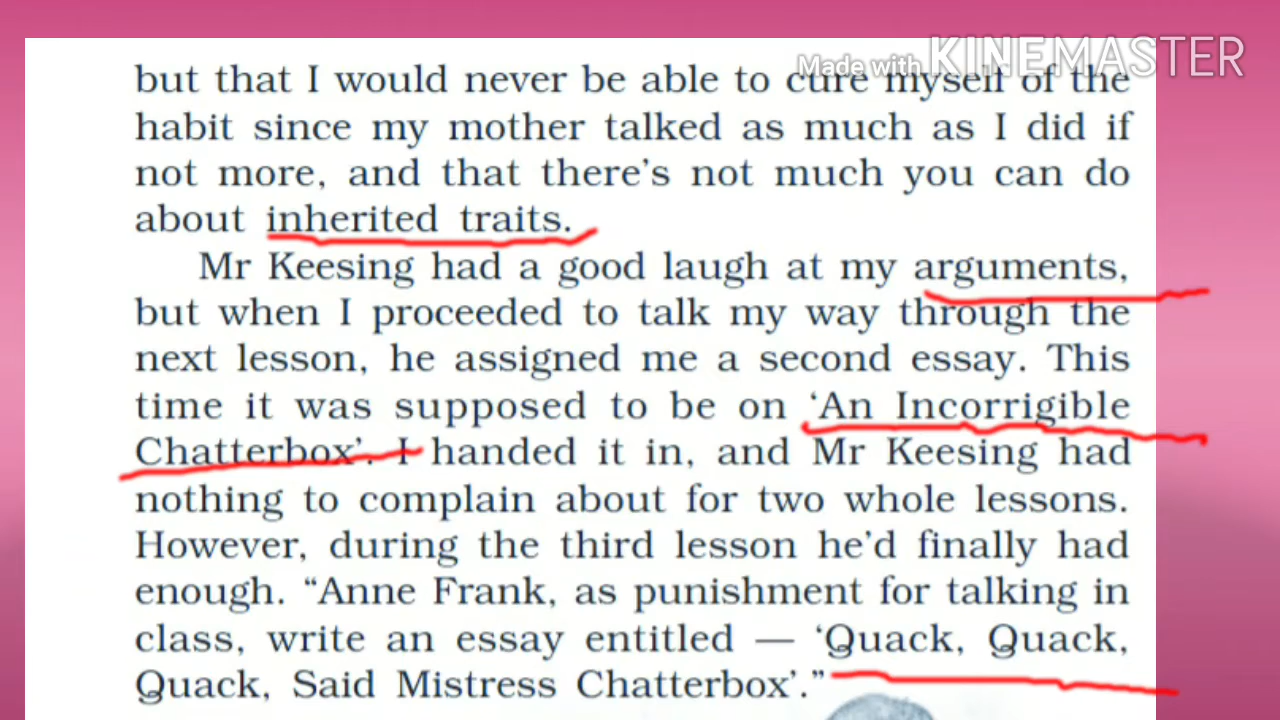 Made with KINEMASTER
but that I would never be able to cure myself of the
habit since my mother talked as much as I did if
not more, and that there's not much you can do
about inherited traits.
Mr Keesing had a good laugh at my arguments,
but when I proceeded to talk my way through the
next lesson, he assigned me a second essay. This
time it was supposed to be on ‘An Incorrigible
Chatterbox’. I handed it in, and Mr Keesing had
nothing to complain about for two whole lessons.
However, during the third lesson he’d finally had
enough. “Anne Frank, as punishment for talking in
class, write an essay entitled — ‘Quack, Quack,
Quack, Said Mistress Chatterbox’.”